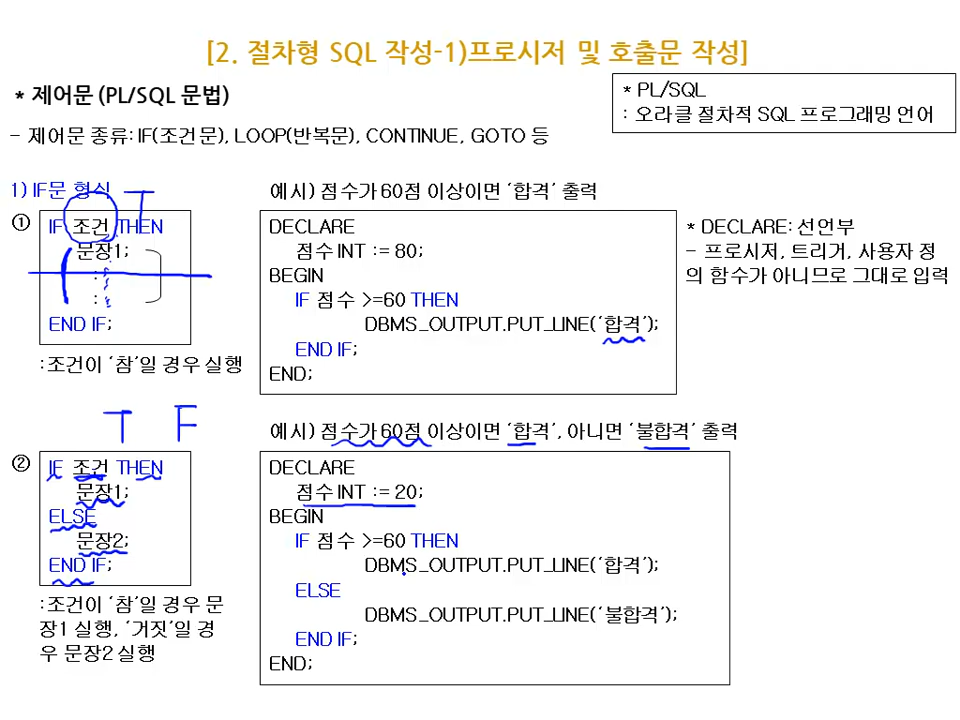 [2. 절차형 SQL 작성-1)프로시저 및 호출문 작성]
* 제어문 (PL/SQL 문법)
* PL/SQL
: 오라클 절차적 SQL 프로그래밍 언어
- 제어문 종류: IF(조건문), LOOP(반복문), CONTINUE, GOTO 등
1) IF문 형식
T
① IF 조건 THEN
문장1;
:
:
END IF;
:조건이 ‘참’일 경우 실행
예시) 점수가 60점 이상이면 ‘합격’ 출력
DECLARE
점수 INT := 80;
BEGIN
IF 점수 >=60 THEN
DBMS_OUTPUT.PUT_LINE(‘합격’);
END IF;
END;
* DECLARE: 선언부
- 프로시저, 트리거, 사용자 정
의 함수가 아니므로 그대로 입력
T F
② IF 조건 THEN
문장1;
ELSE
문장2;
END IF;
:조건이 ‘참’일 경우 문
장1 실행, ‘거짓’일 경
우 문장2 실행
예시) 점수가 60점 이상이면 ‘합격’, 아니면 ‘불합격’ 출력
DECLARE
점수 INT := 20;
BEGIN
IF 점수 >=60 THEN
DBMS_OUTPUT.PUT_LINE(‘합격’);
ELSE
DBMS_OUTPUT.PUT_LINE(‘불합격’);
END IF;
END;